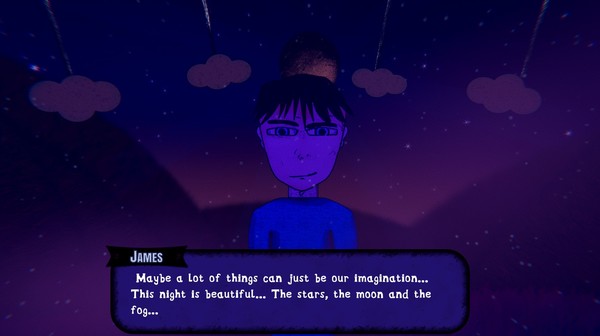 James
Maybe a lot of things can just be our imagination...
This night is beautiful... The stars, the moon and the
fog...